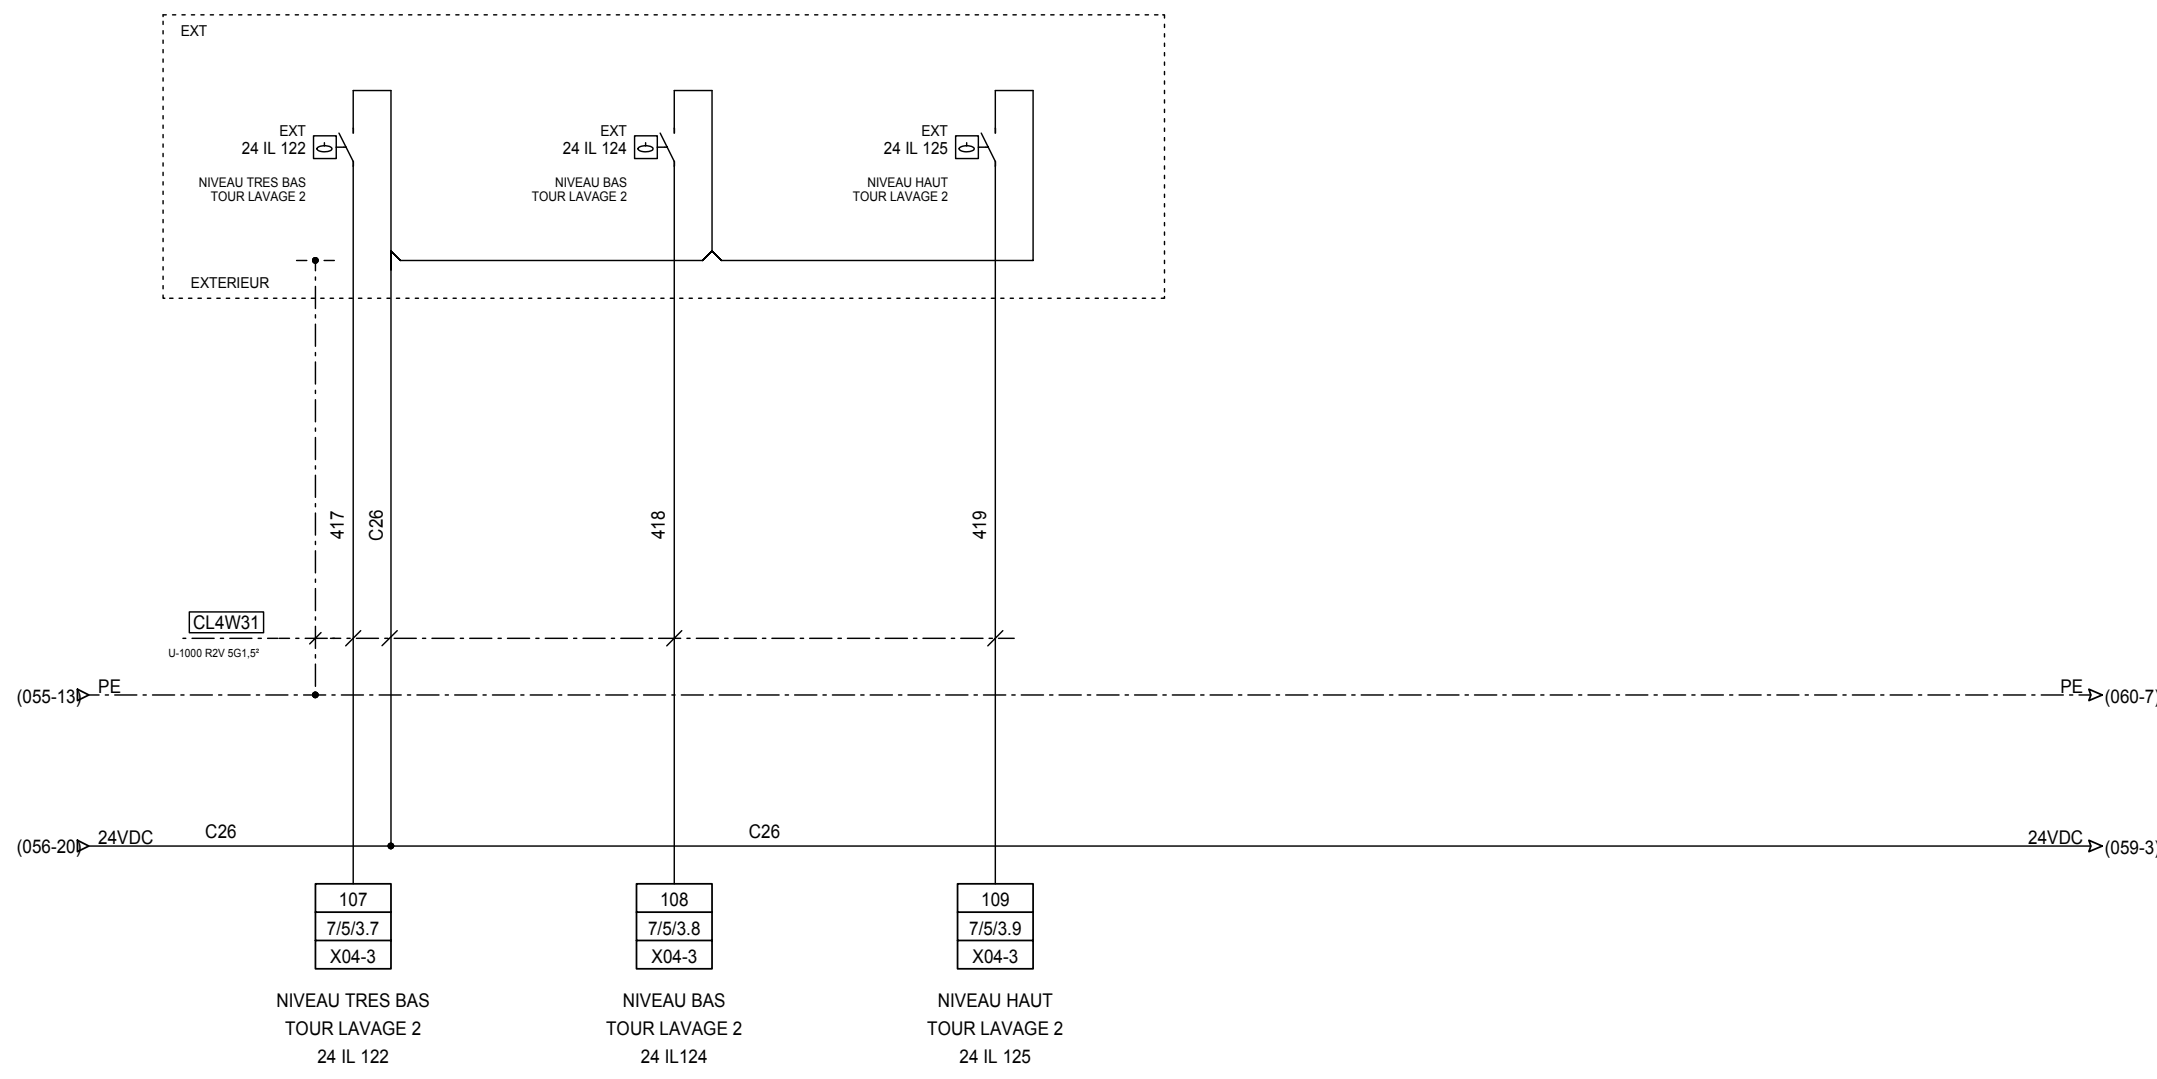 EXT
EXT
24 IL 122
NIVEAU TRES BAS
TOUR LAVAGE 2
EXT
24 IL 124
NIVEAU BAS
TOUR LAVAGE 2
EXT
24 IL 125
NIVEAU HAUT
TOUR LAVAGE 2
EXTERIEUR
417
C26
418
419
CL4W31
U-1000 R2V 5G1,5²
(055-13)
PE
PE
(060-7)
(056-20)
24VDC
C26
C26
24VDC
(059-3)
107
7/5/3.7
X04-3
108
7/5/3.8
X04-3
109
7/5/3.9
X04-3
NIVEAU TRES BAS
TOUR LAVAGE 2
24 IL 122
NIVEAU BAS
TOUR LAVAGE 2
24 IL124
NIVEAU HAUT
TOUR LAVAGE 2
24 IL 125